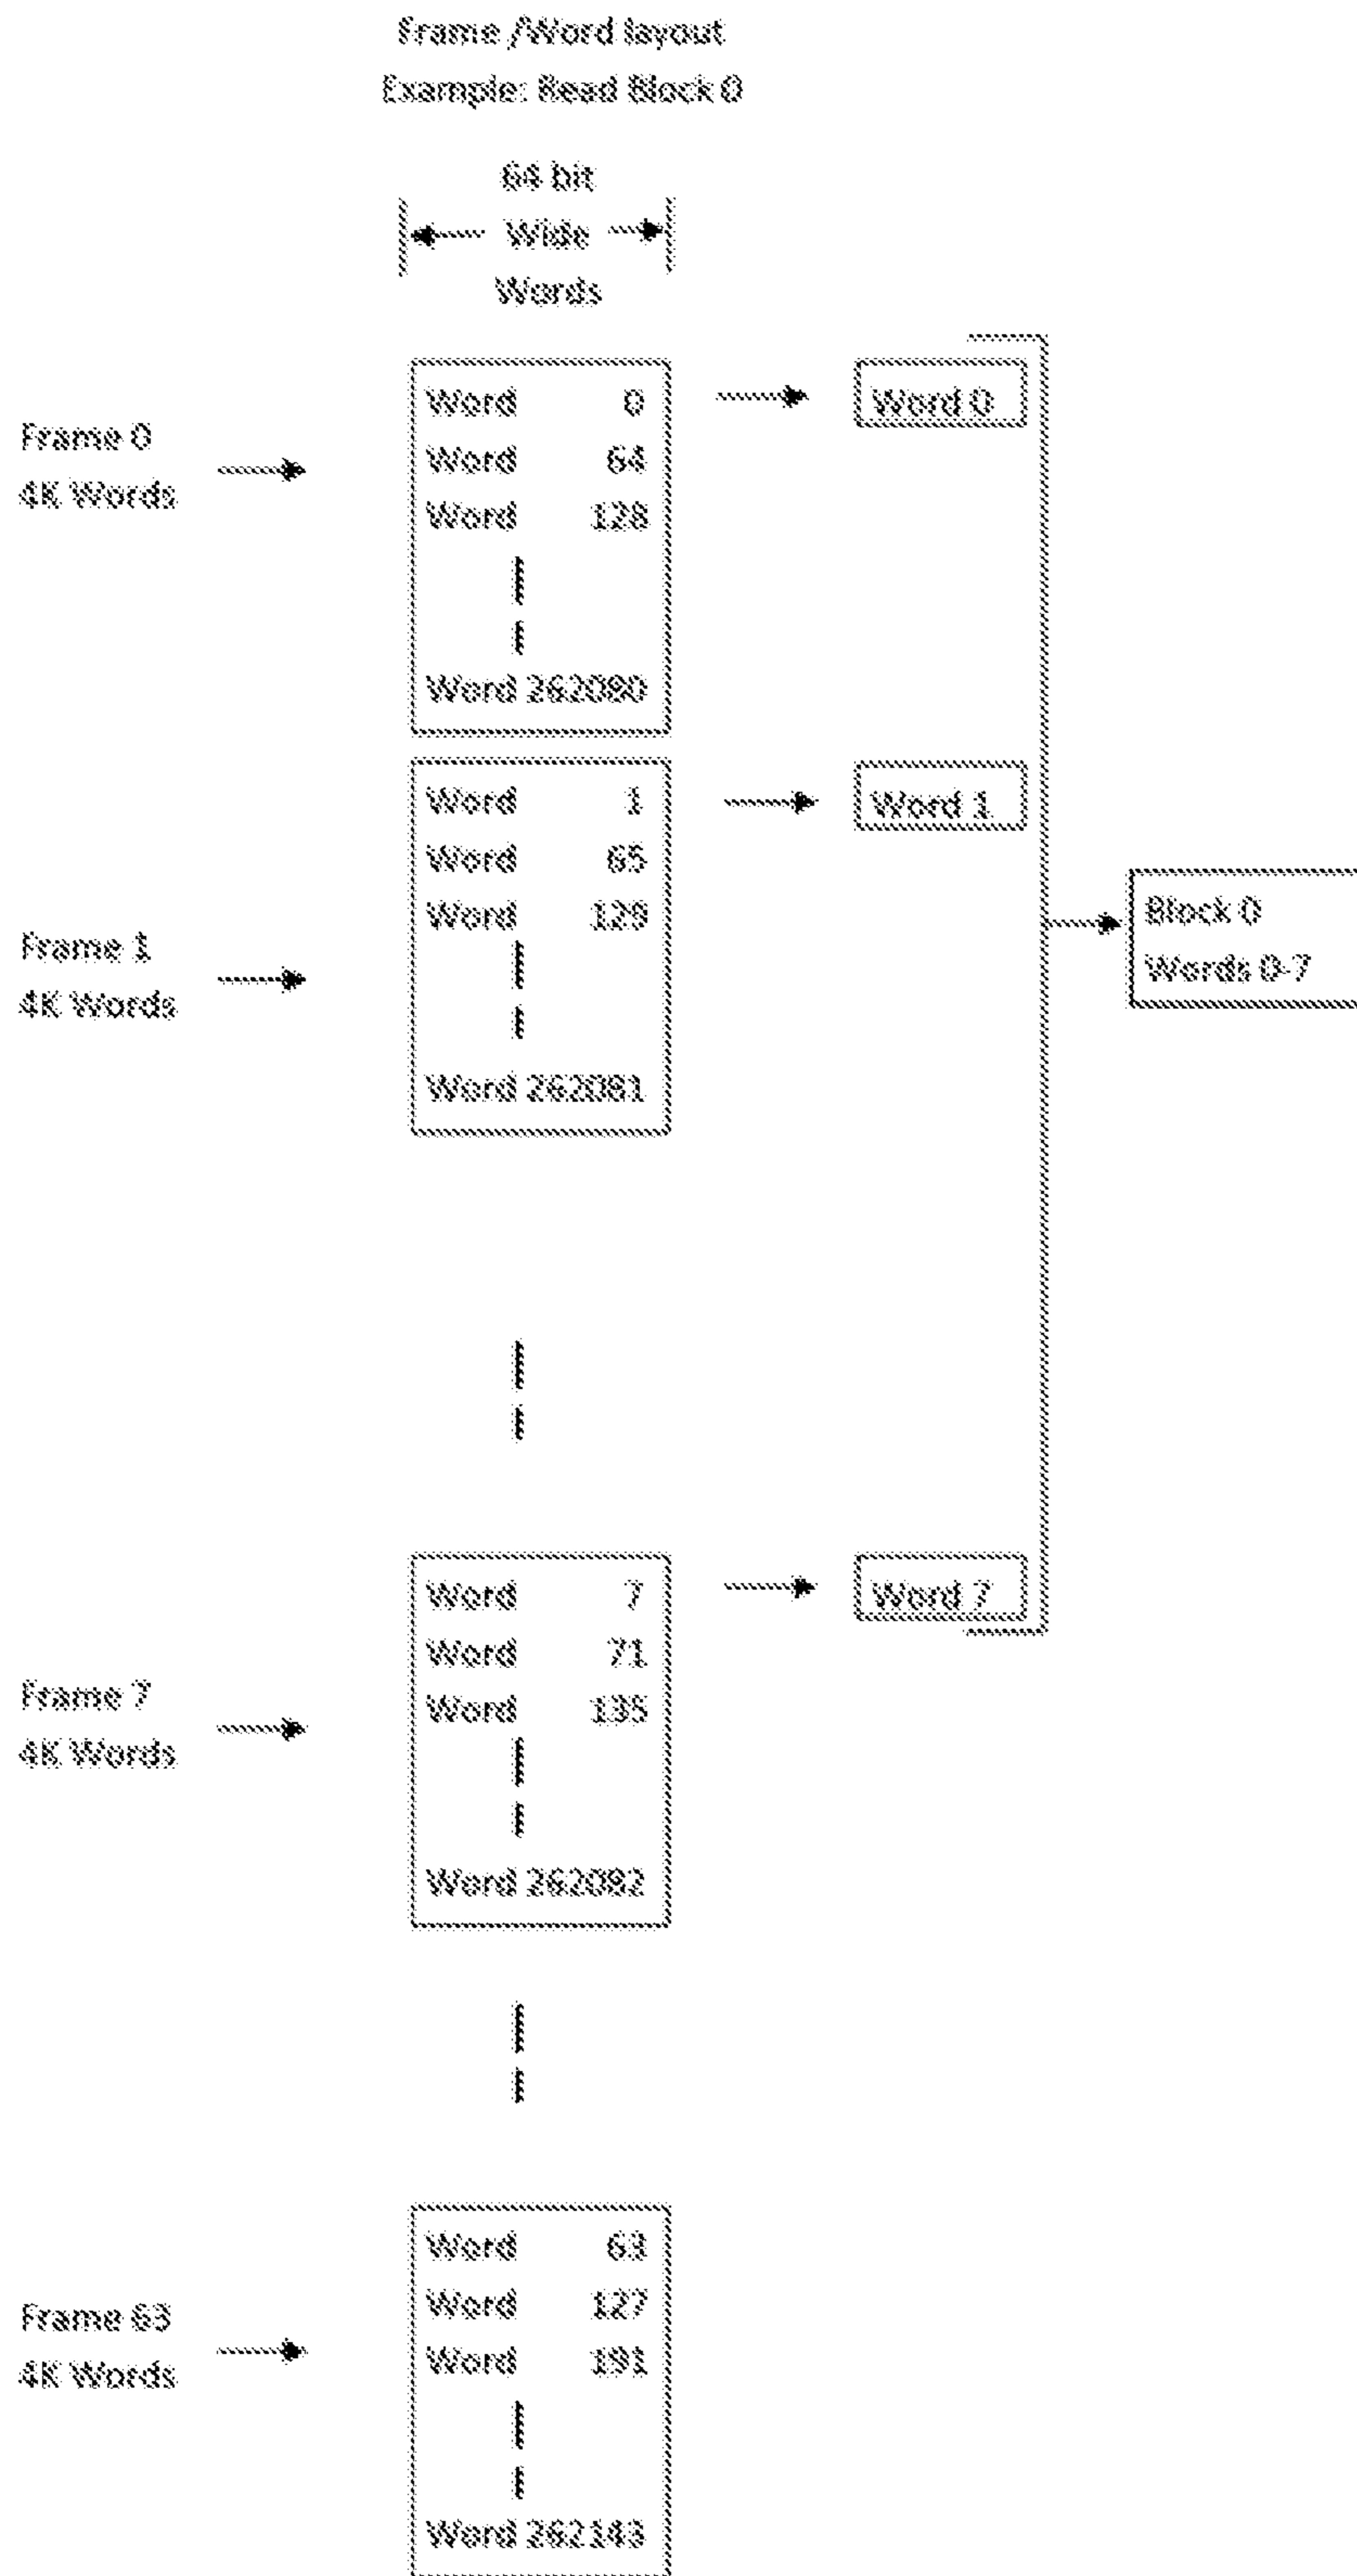 Frame /Word layout
Example: Read Block 0
64 bit
Wide
Words
Frame 0
4K Words
Word 0
Word 64
Word 128
Word 262080
Word 0
Frame 1
4K Words
Word 1
Word 65
Word 129
Word 262081
Word 1
Block 0
Words 0-7
Frame 7
4K Words
Word 7
Word 71
Word 135
Word 262082
Word 7
Frame 63
4K Words
Word 63
Word 127
Word 191
Word 262143